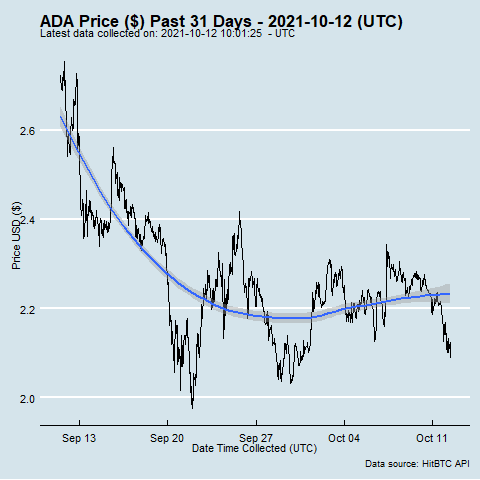 ADA Price ($) Past 31 Days - 2021-10-12 (UTC)
Latest data collected on: 2021-10-12 10:01:25 - UTC
Price USD ($)
2.6
2.4
2.2
2.0
Sep 13
Sep 20
Sep 27
Oct 04
Oct 11
Date Time Collected (UTC)
Data source: HitBTC API